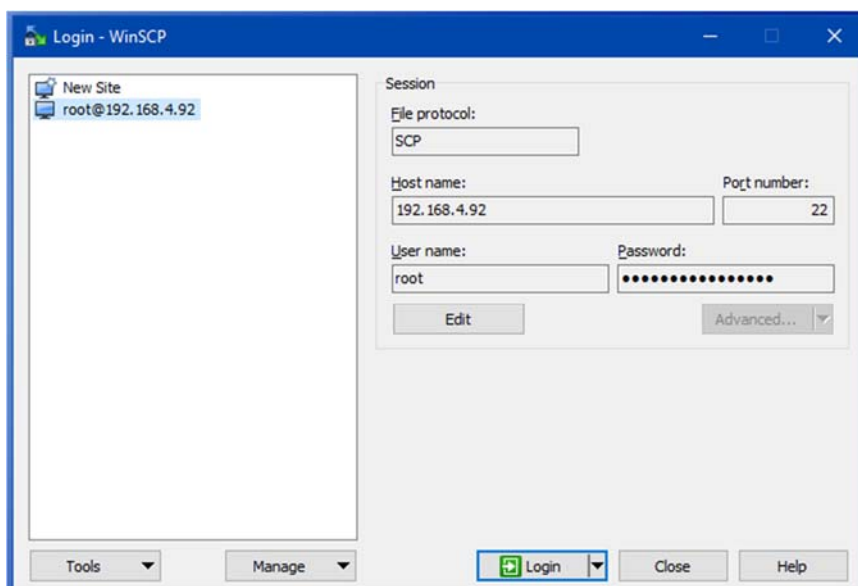 Login - WinSCP
New Site
root@192.168.4.92
Session
File protocol:
SCP
Host name:
Port number:
192.168.4.92
22
User name:
Password:
root
••••••••••••••••
Edit
Advanced...
Tools
Manage
Login
Close
Help